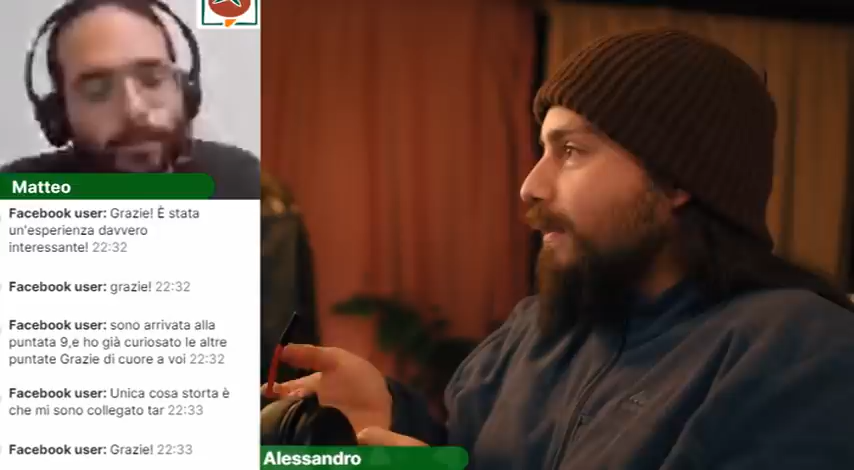 Matteo
Facebook user: Grazie! È stata
un'esperienza davvero
interessante! 22:32
Facebook user: grazie! 22:32
Facebook user: sono arrivata alla
puntata 9,e ho già curiosato le altre
puntate Grazie di cuore a voi 22:32
Facebook user: Unica cosa storta è
che mi sono collegato tar 22:33
Facebook user: Grazie! 22:33
Alessandro